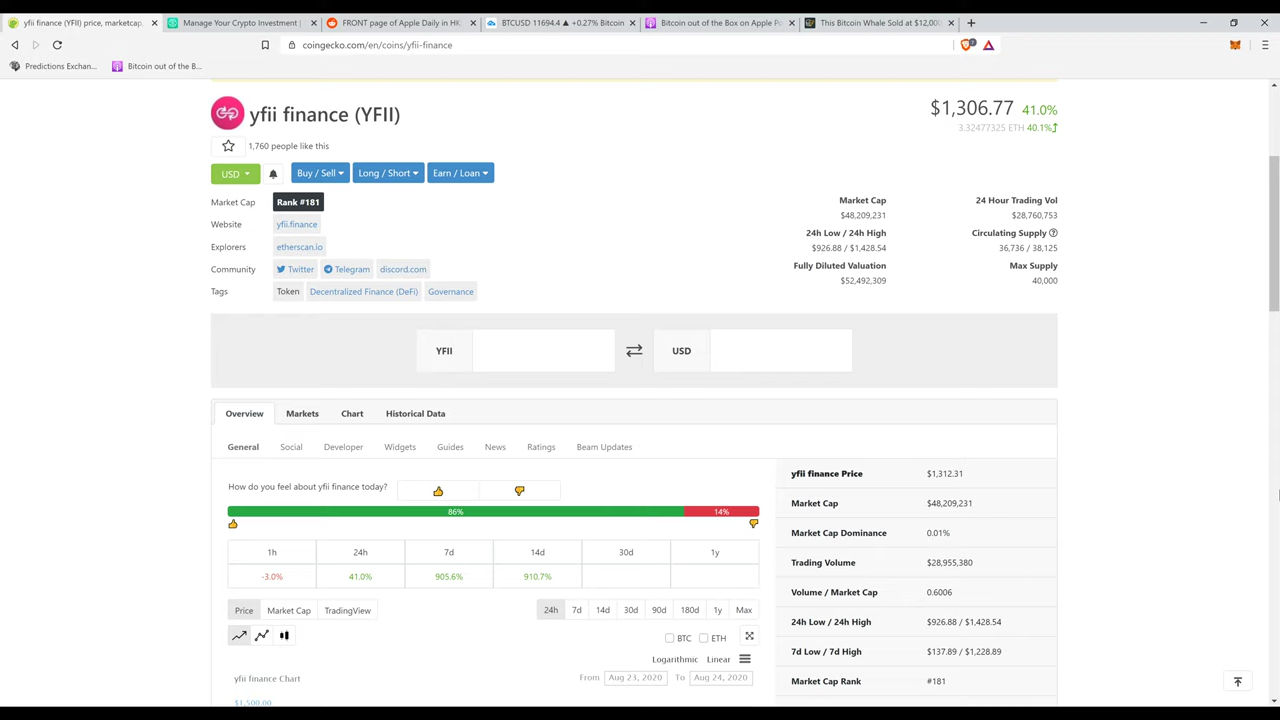 yfii finance (YFII) price, marketcap,
Manage Your Crypto Investment
FRONT page of Apple Daily in HK
BTCUSD 11694.4 ▲ +0.27% Bitcoin
Bitcoin out of the Box on Apple Po
This Bitcoin Whale Sold at $12,000
coingecko.com/en/coins/yfii-finance
Predictions Exchan...
Bitcoin out of the B...
yfii finance (YFII)
$1,306.77 41.0%
3.32477325 ETH 40.1%
1,760 people like this
USD
Buy / Sell
Long / Short
Earn / Loan
Market Cap Rank #181
Website yfii.finance
Explorers etherscan.io
Community Twitter Telegram discord.com
Tags Token Decentralized Finance (DeFi) Governance
Market Cap
$48,209,231
24 Hour Trading Vol
$28,760,753
24h Low / 24h High
$926.88 / $1,428.54
Circulating Supply
36,736 / 38,125
Fully Diluted Valuation
$52,492,309
Max Supply
40,000
YFII
USD
Overview Markets Chart Historical Data
General Social Developer Widgets Guides News Ratings Beam Updates
How do you feel about yfii finance today?
86% 14%
1h 24h 7d 14d 30d 1y
-3.0% 41.0% 905.6% 910.7%
Price Market Cap TradingView
24h 7d 14d 30d 90d 180d 1y Max
BTC ETH
Logarithmic Linear
yfii finance Chart
From Aug 23, 2020 To Aug 24, 2020
$1,500.00
yfii finance Price $1,312.31
Market Cap $48,209,231
Market Cap Dominance 0.01%
Trading Volume $28,955,380
Volume / Market Cap 0.6006
24h Low / 24h High $926.88 / $1,428.54
7d Low / 7d High $137.89 / $1,228.89
Market Cap Rank #181